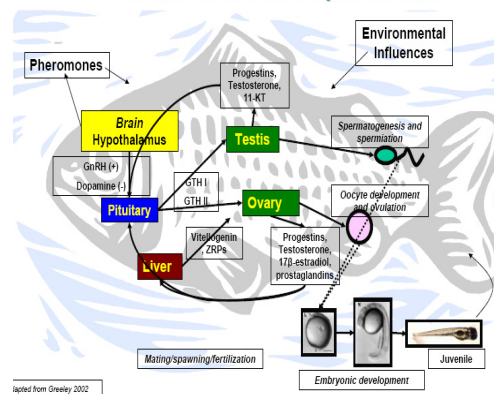 Environmental
Influences
Pheromones
Progestins,
Testosterone,
11-KT
Brain
Hypothalamus
Testis
Spermatogenesis and
spermiation
GnRH (+)
Dopamine (-)
GTH I
GTH II
Pituitary
Ovary
Oocyte development
and ovulation
Vitellogenin
, ZRPs
Liver
Progestins,
Testosterone,
17β-estradiol,
prostaglandins
Mating/spawning/fertilization
Juvenile
Embryonic development
dapted from Greeley 2002